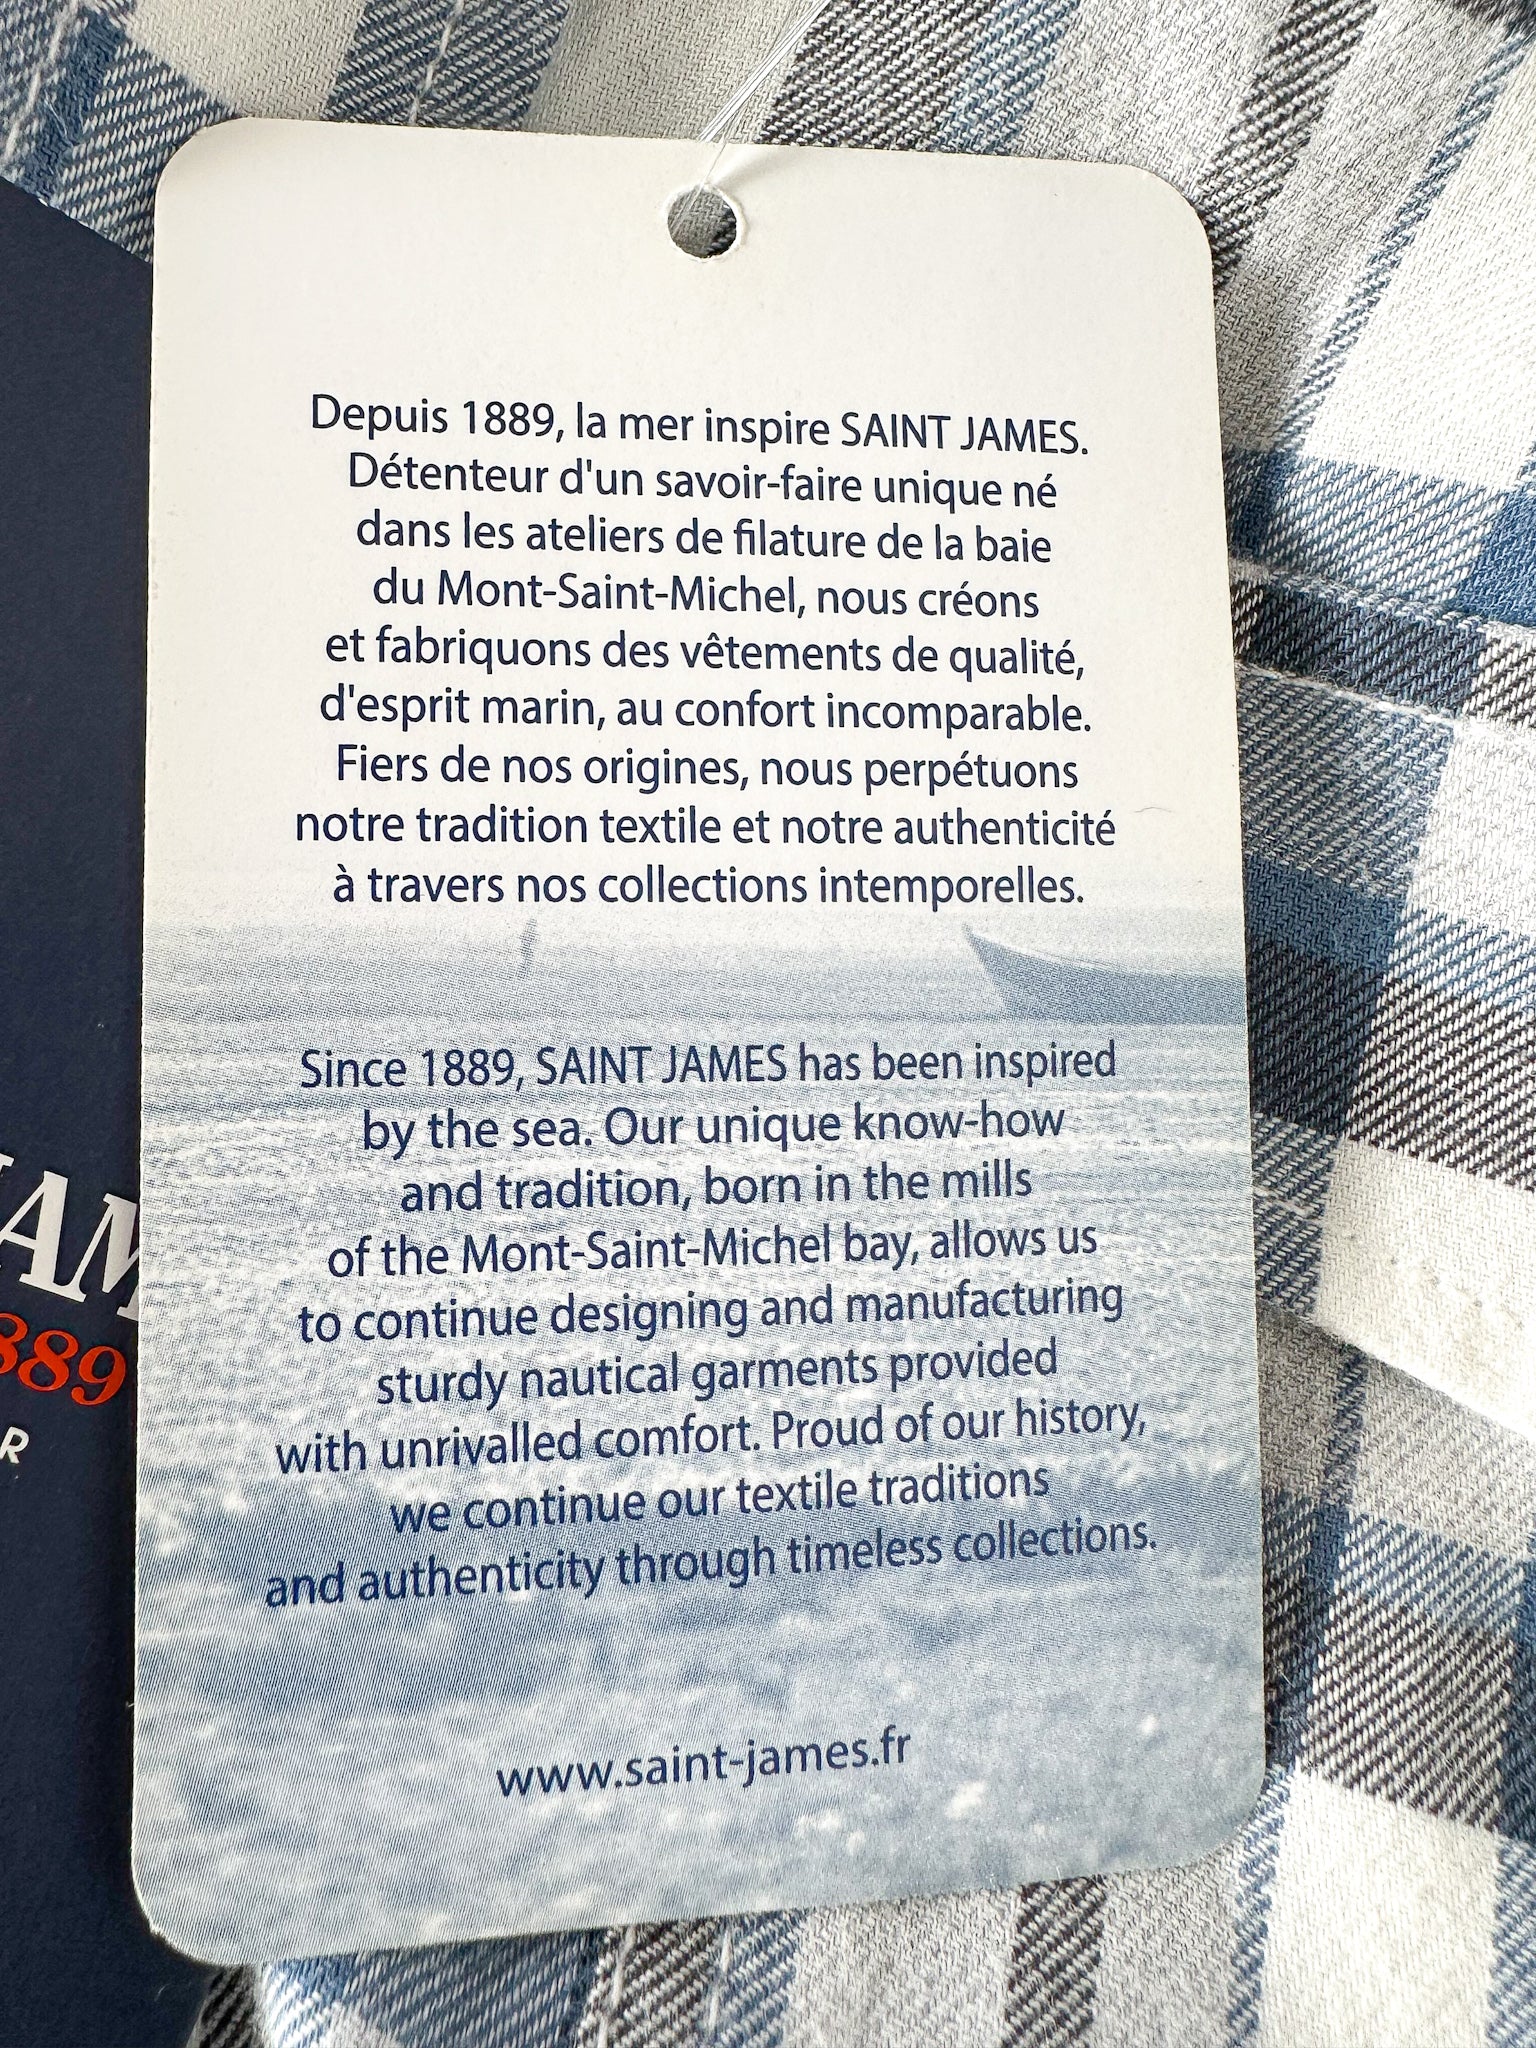 Depuis 1889, la mer inspire SAINT JAMES.
Détenteur d'un savoir-faire unique né
dans les ateliers de filature de la baie
du Mont-Saint-Michel, nous créons
et fabriquons des vêtements de qualité,
d'esprit marin, au confort incomparable.
Fiers de nos origines, nous perpétuons
notre tradition textile et notre authenticité
à travers nos collections intemporelles.
Since 1889, SAINT JAMES has been inspired
by the sea. Our unique know-how
and tradition, born in the mills
of the Mont-Saint-Michel bay, allows us
to continue designing and manufacturing
sturdy nautical garments provided
with unrivalled comfort. Proud of our history,
we continue our textile traditions
and authenticity through timeless collections.
www.saint-james.fr